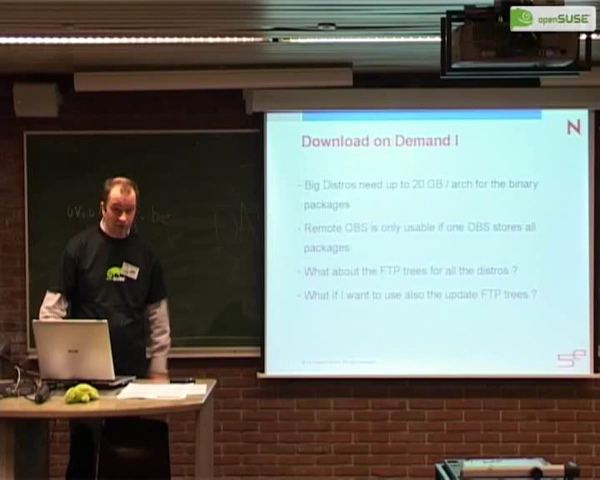 openSUSE
Download on Demand I
N
- Big Distros need up to 20 GB / arch for the binary
packages
- Remote OBS is only usable if one OBS stores all
packages
- What about the FTP trees for all the distros ?
- What if I want to use also the update FTP trees ?